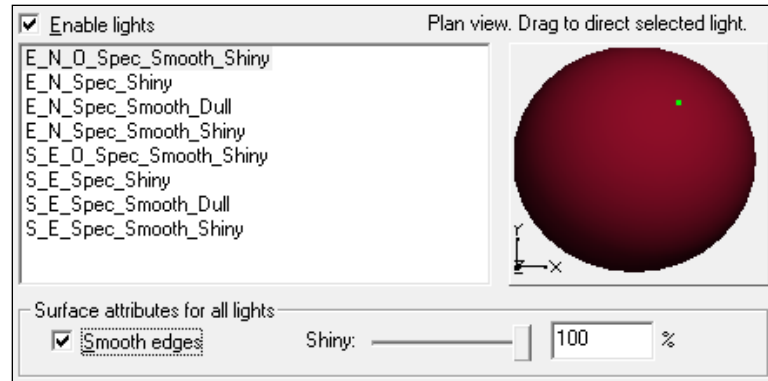 Enable lights
Plan view. Drag to direct selected light.
E_N_O_Spec_Smooth_Shiny
E_N_Spec_Shiny
E_N_Spec_Smooth_Dull
E_N_Spec_Smooth_Shiny
S_E_O_Spec_Smooth_Shiny
S_E_Spec_Shiny
S_E_Spec_Smooth_Dull
S_E_Spec_Smooth_Shiny
Y
Z
X
Surface attributes for all lights
Smooth edges
Shiny:
100
%